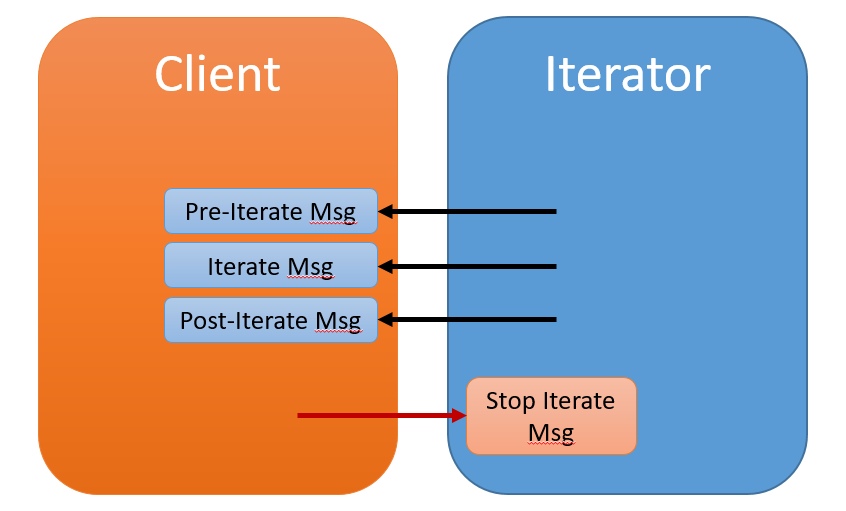 Client
Iterator
Pre-Iterate Msg
Iterate Msg
Post-Iterate Msg
Stop Iterate
Msg